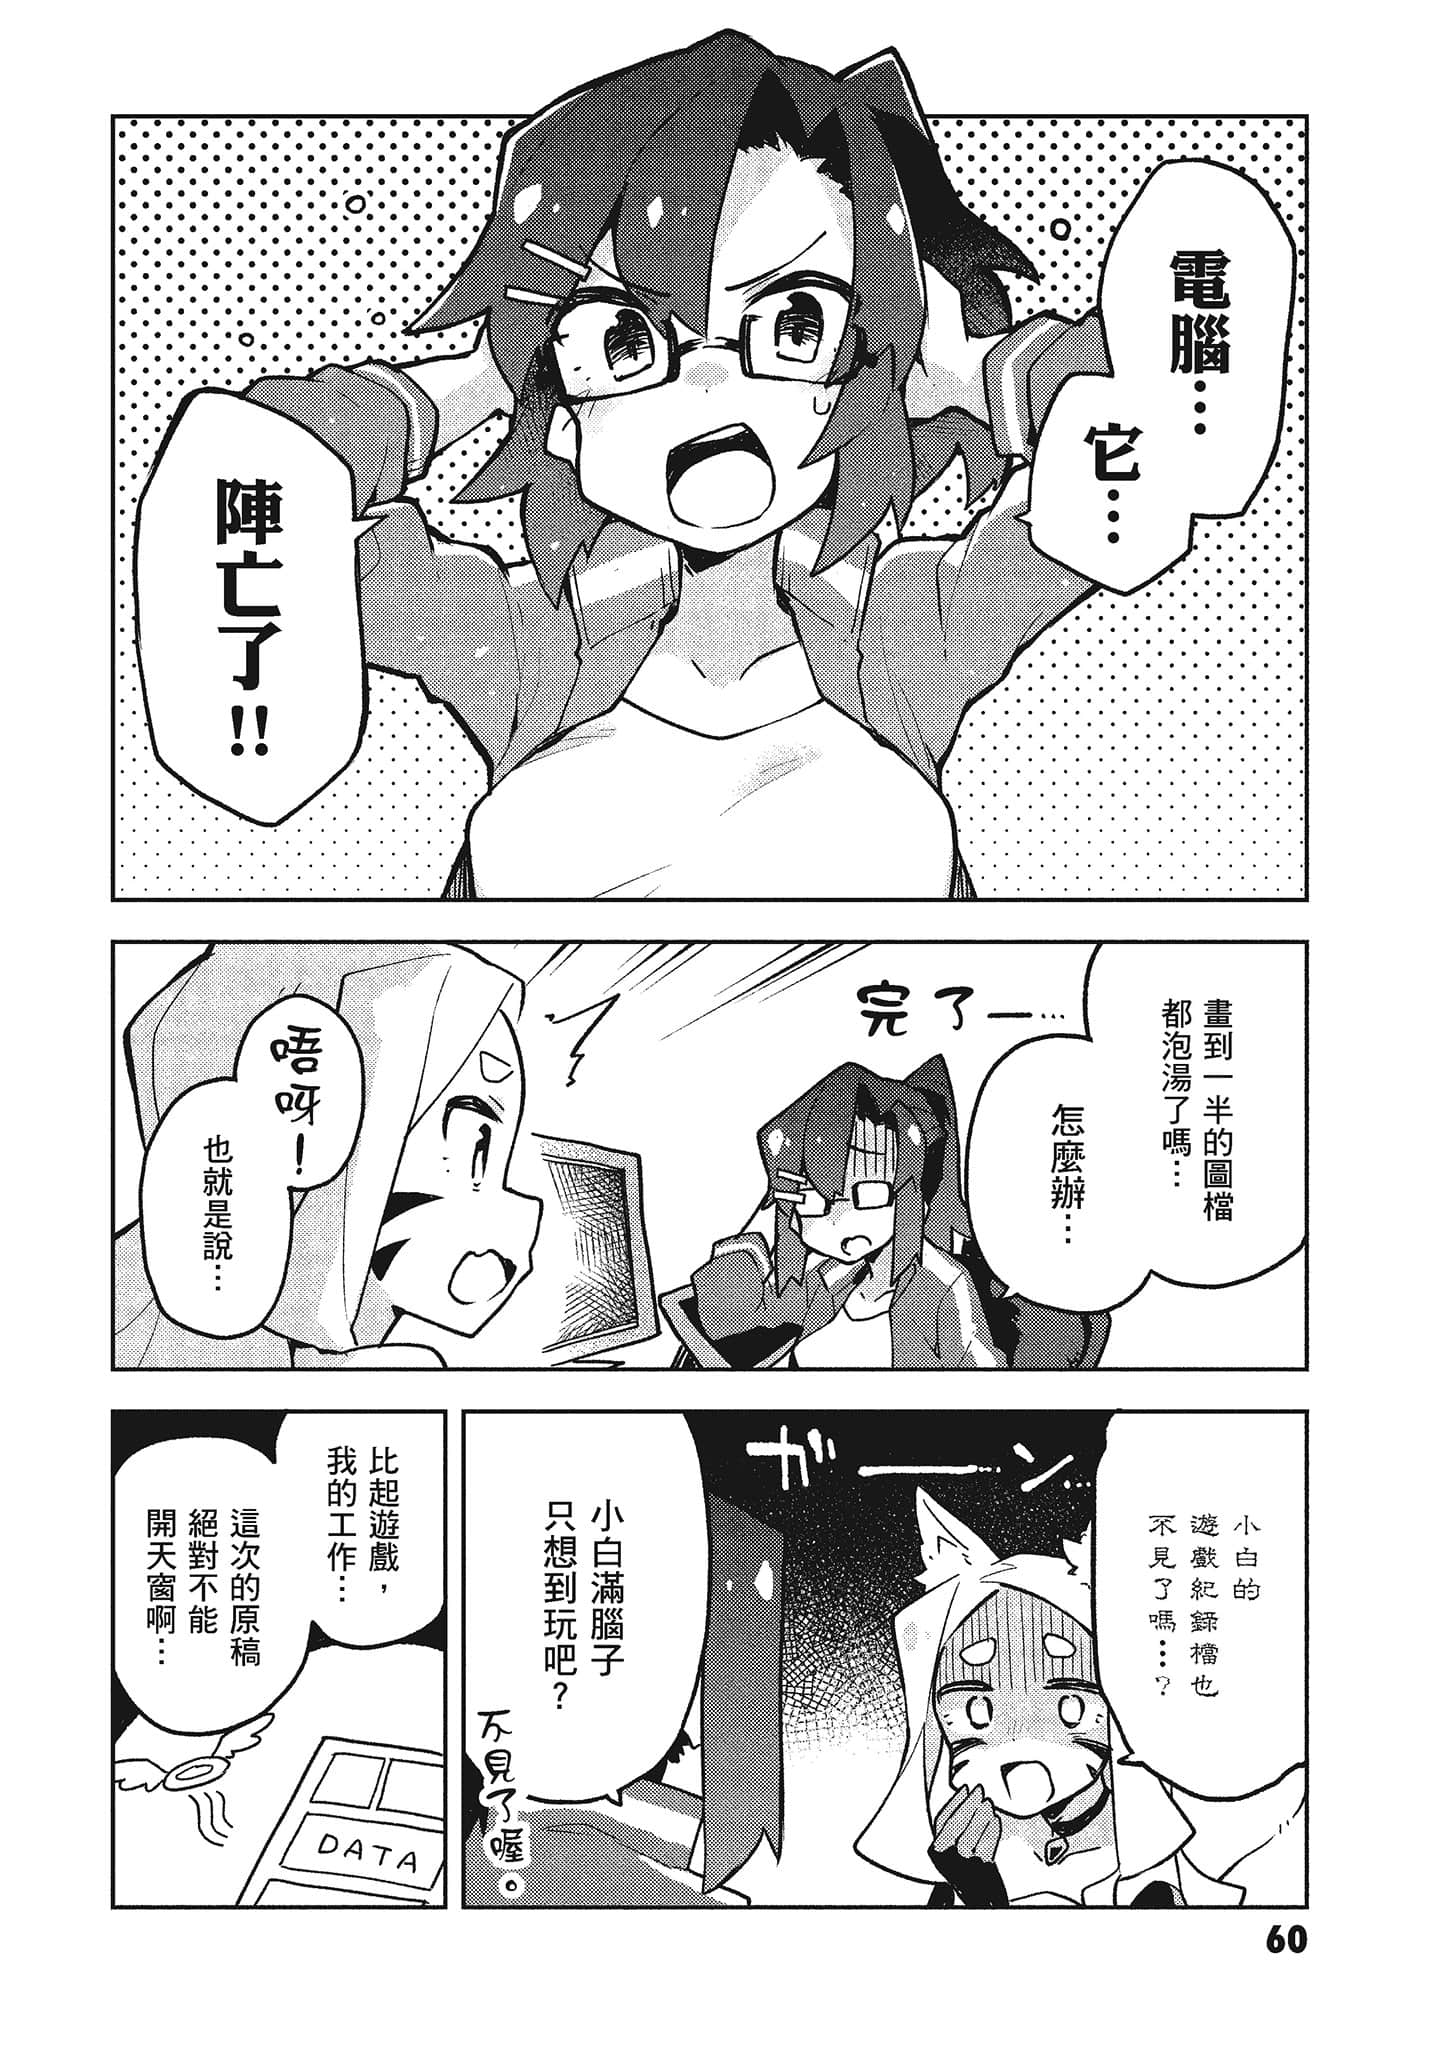 電腦⋯⋯
它⋯⋯
陣亡了!!
畫到一半的圖檔
都泡湯了嗎⋯
怎麼辦⋯
完了—⋯
唔呀！
也就是說⋯
小白的
遊戲紀錄檔也
不見了嗎⋯？
ガーン
小白滿腦子
只想到玩吧？
不見了喔。
比起遊戲，
我的工作⋯
這次的原稿
絕對不能
開天窗啊⋯
DATA
60